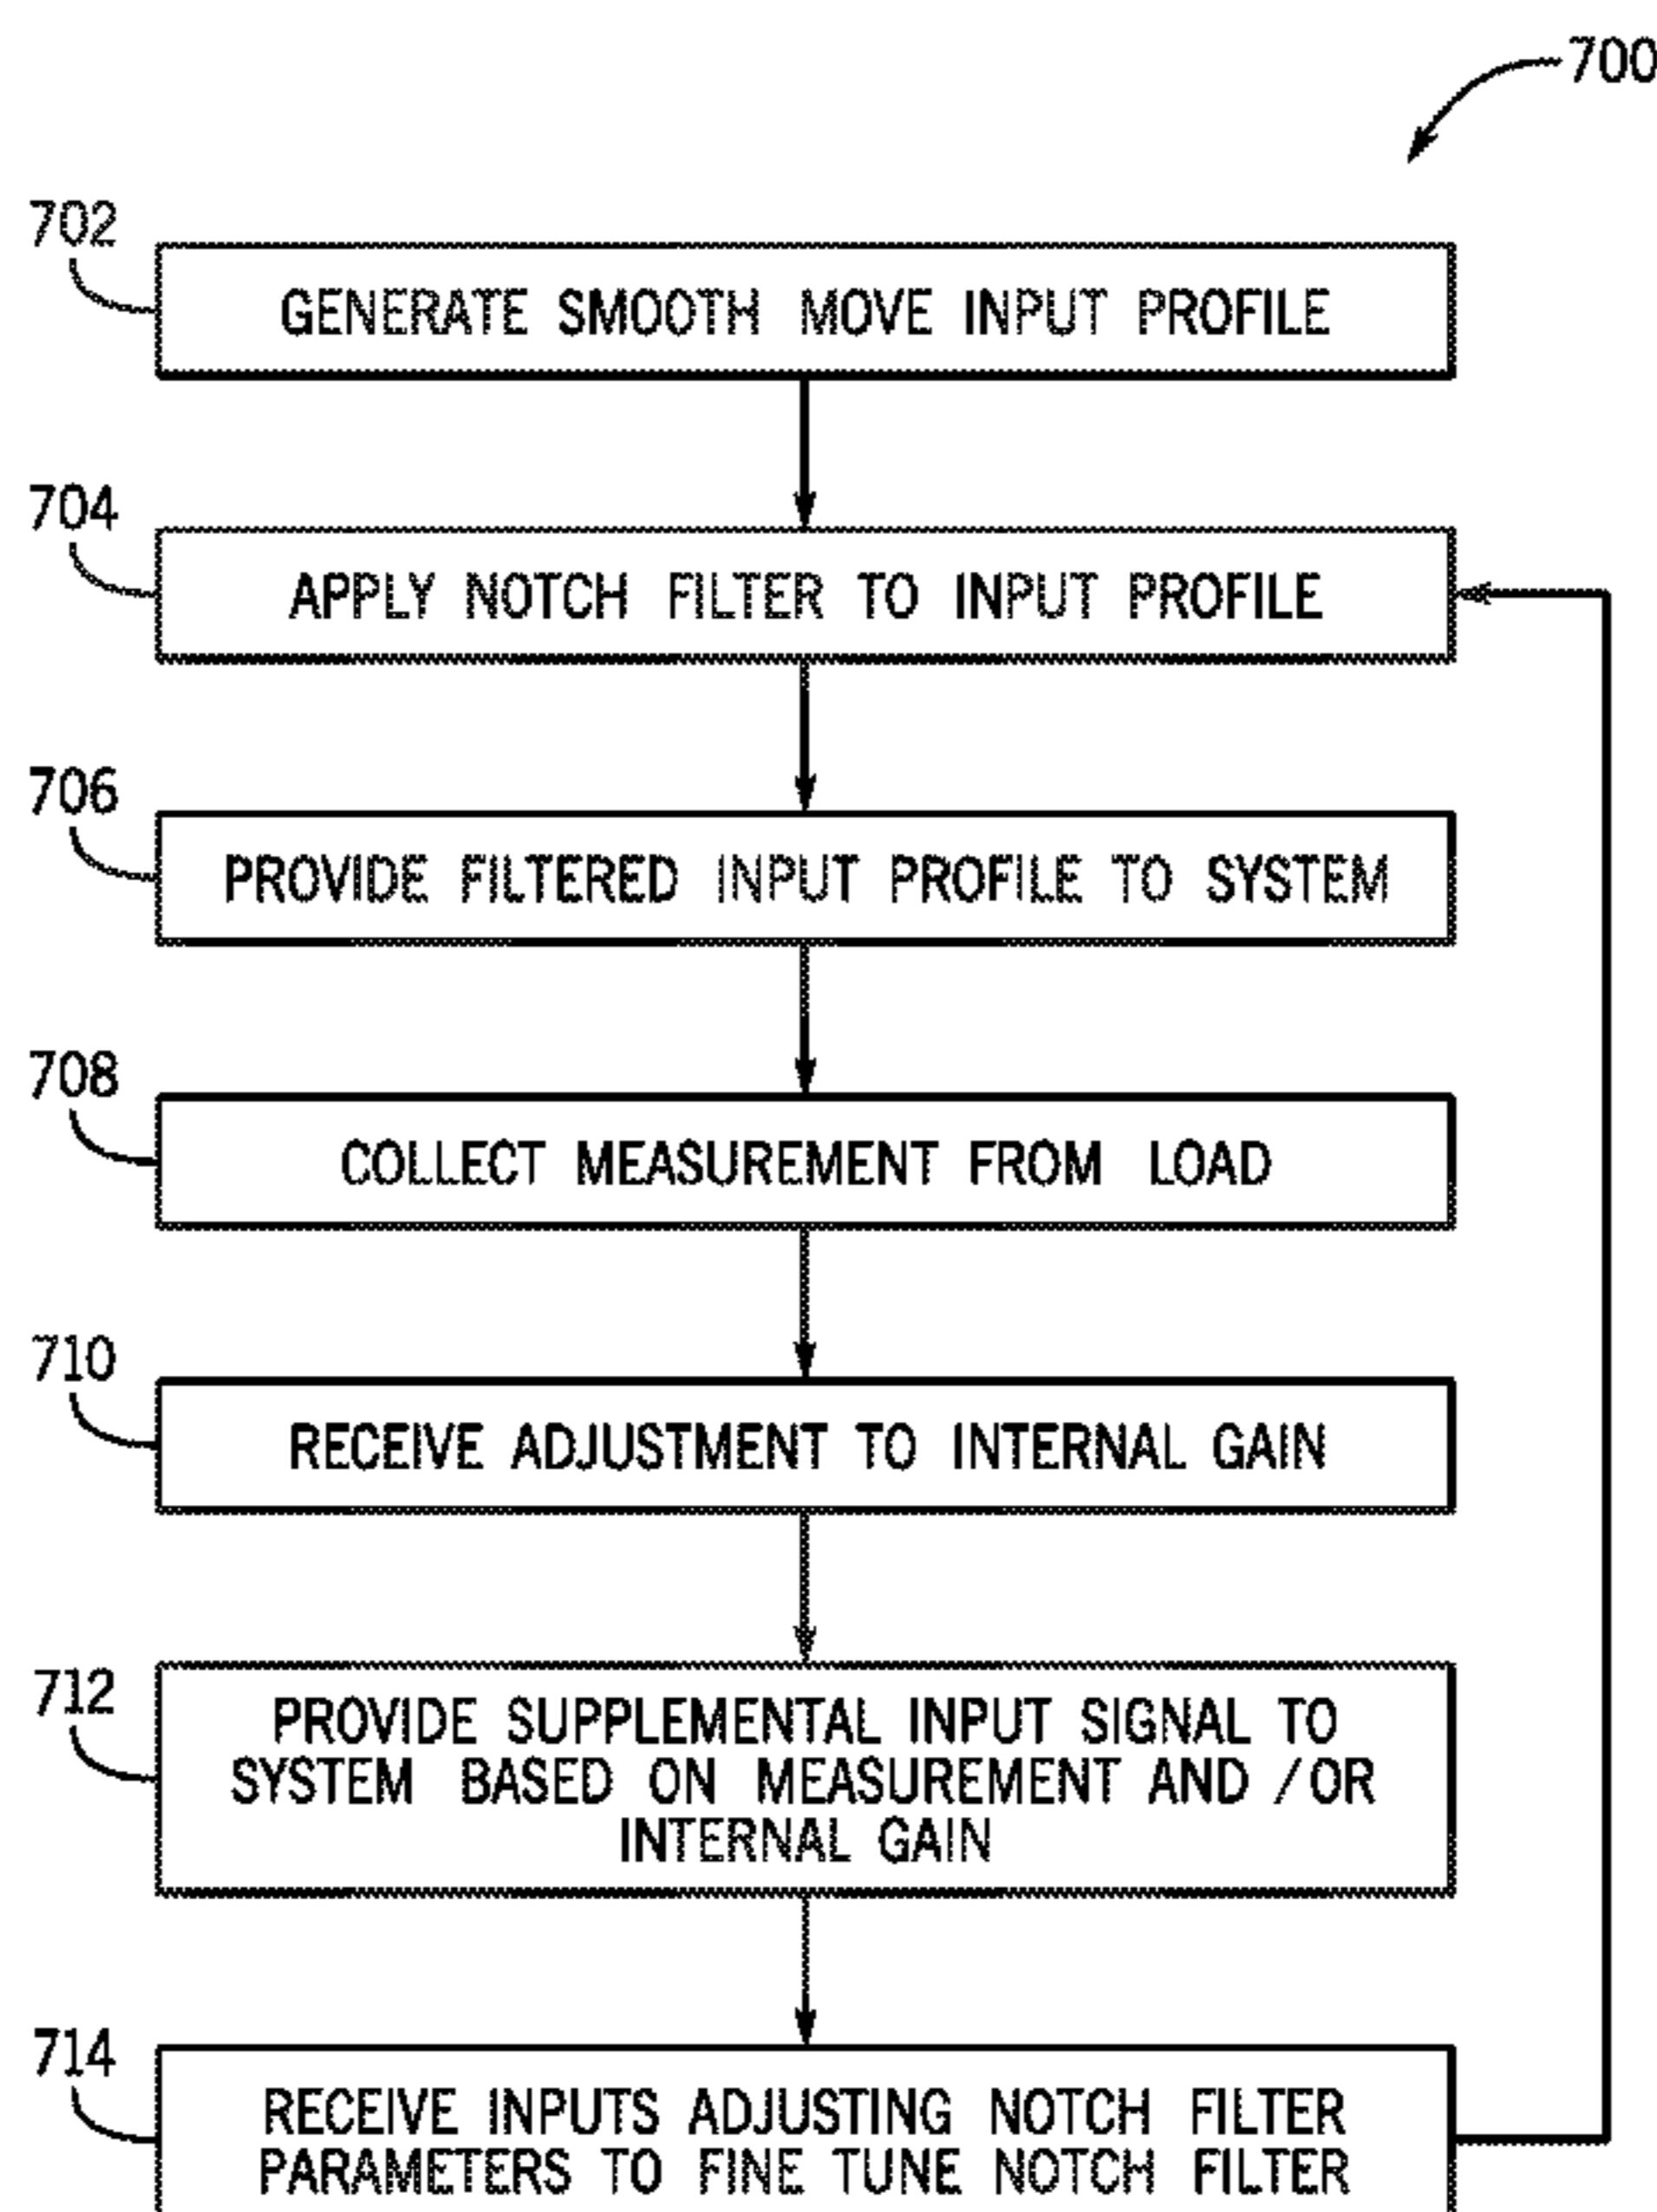 700
702
GENERATE SMOOTH MOVE INPUT PROFILE
704
APPLY NOTCH FILTER TO INPUT PROFILE
706
PROVIDE FILTERED INPUT PROFILE TO SYSTEM
708
COLLECT MEASUREMENT FROM LOAD
710
RECEIVE ADJUSTMENT TO INTERNAL GAIN
712
PROVIDE SUPPLEMENTAL INPUT SIGNAL TO
SYSTEM BASED ON MEASUREMENT AND /OR
INTERNAL GAIN
714
RECEIVE INPUTS ADJUSTING NOTCH FILTER
PARAMETERS TO FINE TUNE NOTCH FILTER